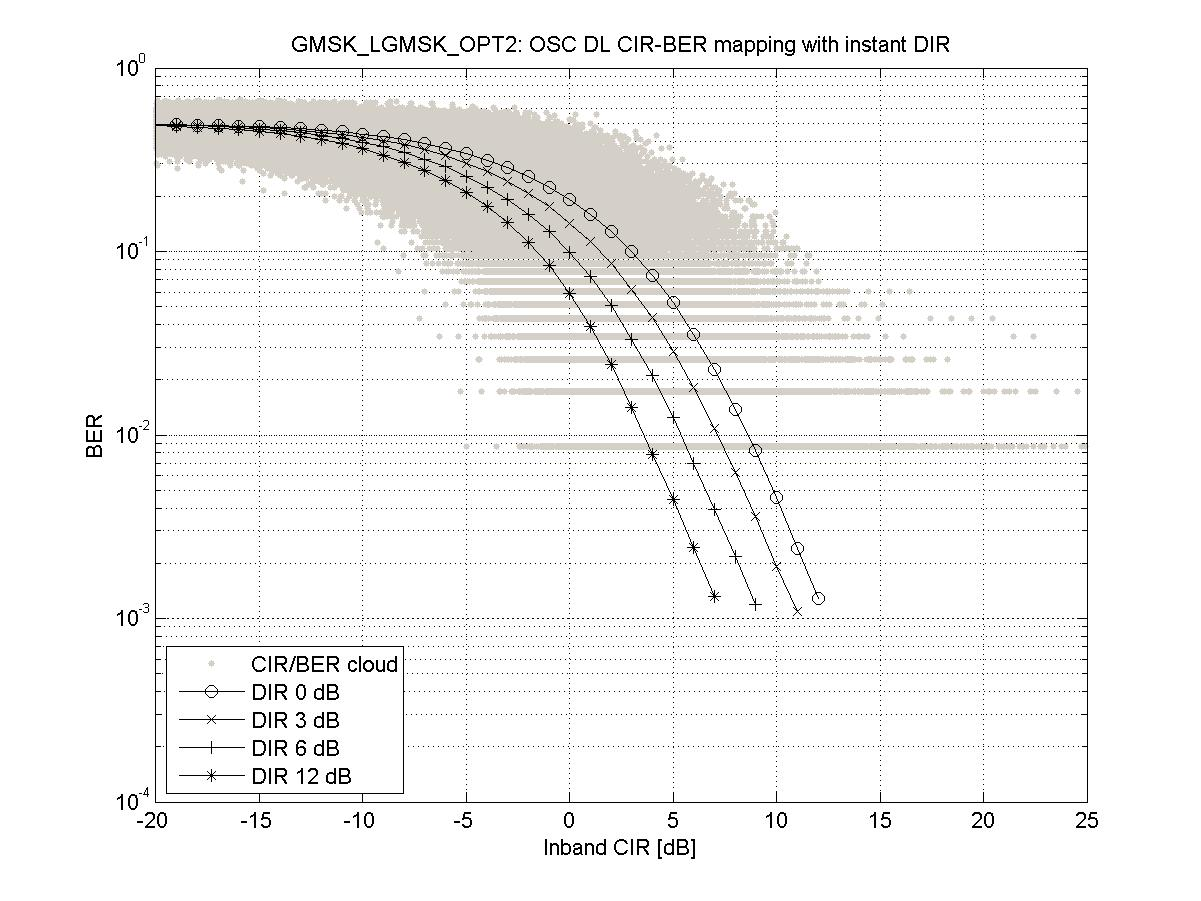 GMSK_LGMSK_OPT2: OSC DL CIR-BER mapping with instant DIR
10^0
10^-1
10^-2
10^-3
10^-4
BER
CIR/BER cloud
DIR 0 dB
DIR 3 dB
DIR 6 dB
DIR 12 dB
-20 -15 -10 -5 0 5 10 15 20 25
Inband CIR [dB]